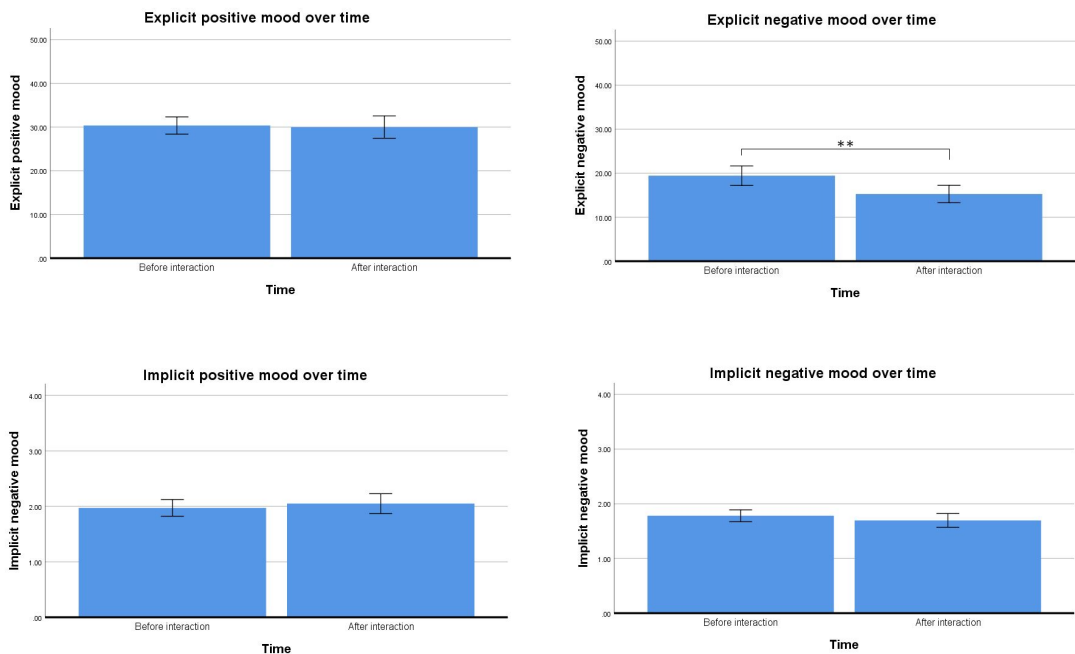 Explicit positive mood over time
50.00
40.00
30.00
20.00
10.00
.00
Explicit positive mood
Before interaction
After interaction
Time
Explicit negative mood over time
50.00
40.00
30.00
20.00
10.00
.00
Explicit negative mood
**
Before interaction
After interaction
Time
Implicit positive mood over time
4.00
3.00
2.00
1.00
.00
Implicit negative mood
Before interaction
After interaction
Time
Implicit negative mood over time
4.00
3.00
2.00
1.00
.00
Implicit negative mood
Before interaction
After interaction
Time